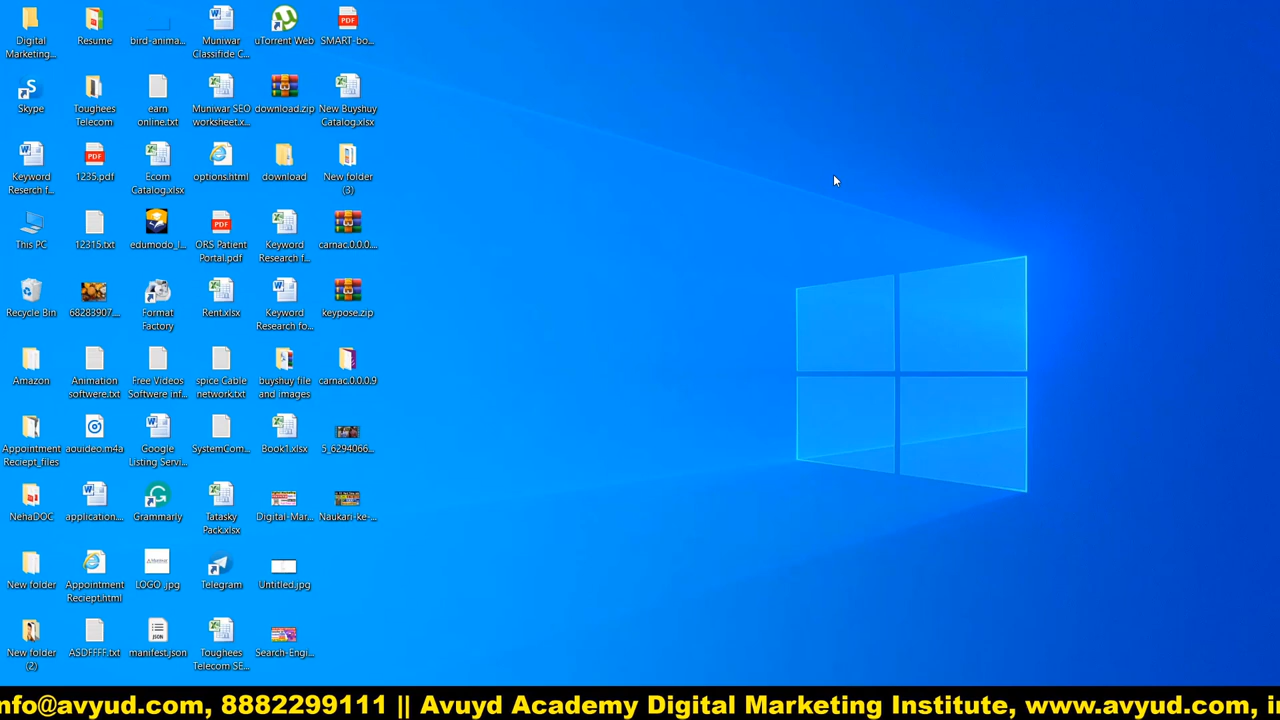 Digital
Marketing...
Resume
bird-anima...
Muniwar
Classifide C...
uTorrent Web
SMART-bo...
Skype
Toughees
Telecom
earn
online.txt
Muniwar SEO
worksheet.x...
download.zip
New Buyshuy
Catalog.xlsx
Keyword
Reserch f...
1235.pdf
Ecom
Catalog.xlsx
options.html
download
New folder
(3)
This PC
12315.txt
edumodo_l...
ORS Patient
Portal.pdf
Keyword
Research f...
carnac.0.0.0....
Recycle Bin
68283907_...
Format
Factory
Rent.xlsx
Keyword
Research fo...
keypose.zip
Amazon
Animation
softwere.txt
Free Videos
Softwere inf...
spice Cable
network.txt
buyshuy file
and images
carnac.0.0.0.9
Appointment
Reciept_files
aouideo.m4a
Google
Listing Servi...
SystemCom...
Book1.xlsx
5_6294066...
NehaDOC
application....
Grammarly
Tatasky
Pack.xlsx
Digital-Mar...
Naukari-ke-...
New folder
Appointment
Reciept.html
LOGO .jpg
Telegram
Untitled.jpg
New folder
(2)
ASDFFFF.txt
manifest.json
Toughees
Telecom SE...
Search-Engi...
nfo@avyud.com, 8882299111 || Avuyd Academy Digital Marketing Institute, www.avyud.com, i